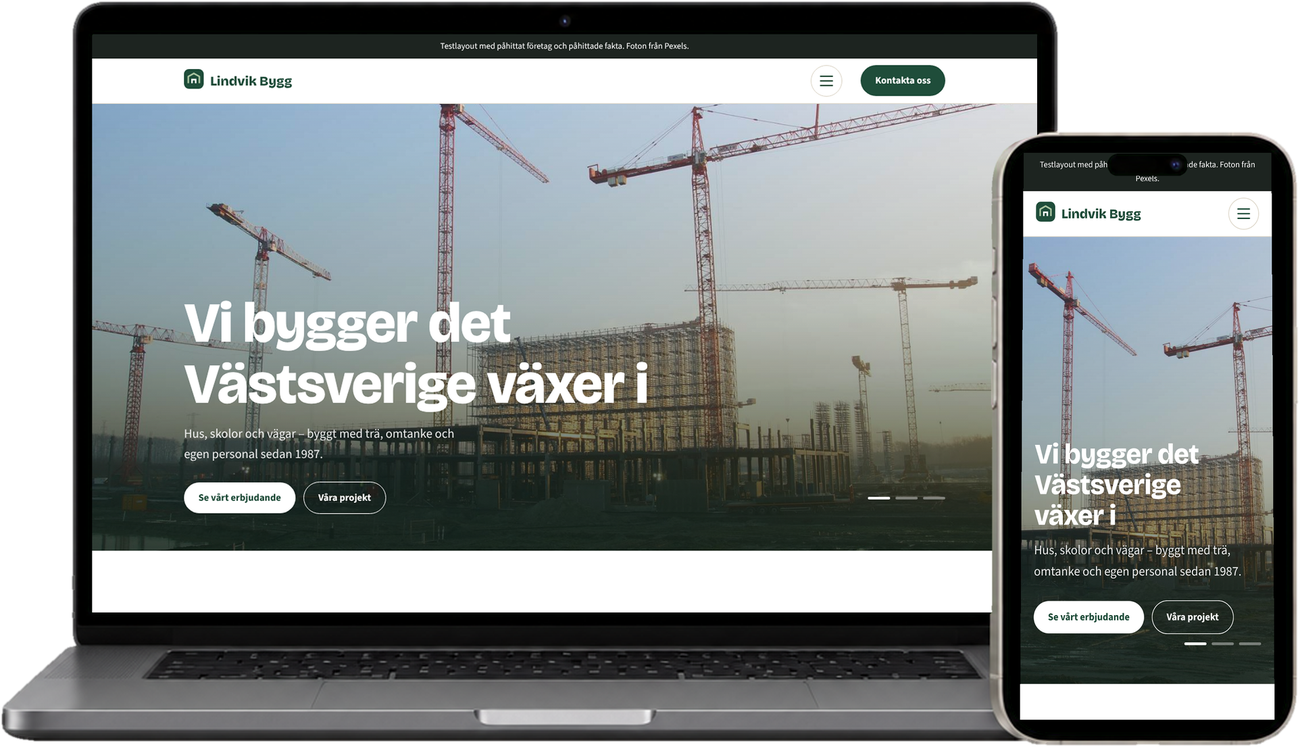 Testlayout med påhittat företag och påhittade fakta. Foton från Pexels.
Lindvik Bygg
Kontakta oss
Vi bygger det
Västsverige växer i
Hus, skolor och vägar – byggt med trä, omtanke och
egen personal sedan 1987.
Se vårt erbjudande
Våra projekt
Testlayout med
fakta. Foton från
Pexels.
Lindvik Bygg
Vi bygger det
Västsverige
växer i
Hus, skolor och vägar – byggt med trä,
omtanke och egen personal sedan 1987.
Se vårt erbjudande
Våra projekt